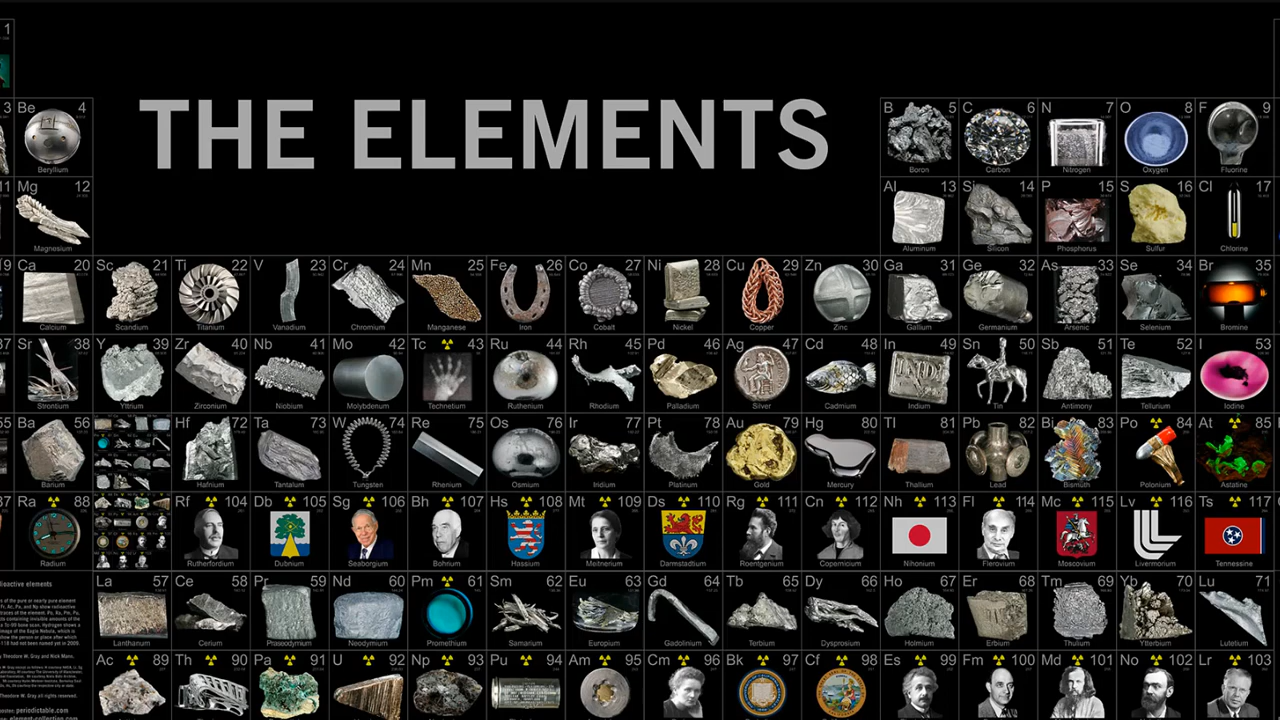 1
THE ELEMENTS
3 Be 4 B 5 C 6 N 7 O 8 F 9
Beryllium Boron Carbon Nitrogen Oxygen Fluorine
11 Mg 12 Al 13 Si 14 P 15 S 16 Cl 17
Magnesium Aluminum Silicon Phosphorus Sulfur Chlorine
19 Ca 20 Sc 21 Ti 22 V 23 Cr 24 Mn 25 Fe 26 Co 27 Ni 28 Cu 29 Zn 30 Ga 31 Ge 32 As 33 Se 34 Br 35
Calcium Scandium Titanium Vanadium Chromium Manganese Iron Cobalt Nickel Copper Zinc Gallium Germanium Arsenic Selenium Bromine
37 Sr 38 Y 39 Zr 40 Nb 41 Mo 42 Tc 43 Ru 44 Rh 45 Pd 46 Ag 47 Cd 48 In 49 Sn 50 Sb 51 Te 52 I 53
Strontium Yttrium Zirconium Niobium Molybdenum Technetium Ruthenium Rhodium Palladium Silver Cadmium Indium Tin Antimony Tellurium Iodine
55 Ba 56 Hf 72 Ta 73 W 74 Re 75 Os 76 Ir 77 Pt 78 Au 79 Hg 80 Tl 81 Pb 82 Bi 83 Po 84 At 85
Barium Hafnium Tantalum Tungsten Rhenium Osmium Iridium Platinum Gold Mercury Thallium Lead Bismuth Polonium Astatine
87 Ra 88 Rf 104 Db 105 Sg 106 Bh 107 Hs 108 Mt 109 Ds 110 Rg 111 Cn 112 Nh 113 Fl 114 Mc 115 Lv 116 Ts 117
Radium Rutherfordium Dubnium Seaborgium Bohrium Hassium Meitnerium Darmstadtium Roentgenium Copernicium Nihonium Flerovium Moscovium Livermorium Tennessine
La 57 Ce 58 Pr 59 Nd 60 Pm 61 Sm 62 Eu 63 Gd 64 Tb 65 Dy 66 Ho 67 Er 68 Tm 69 Yb 70 Lu 71
Lanthanum Cerium Praseodymium Neodymium Promethium Samarium Europium Gadolinium Terbium Dysprosium Holmium Erbium Thulium Ytterbium Lutetium
Ac 89 Th 90 Pa 91 U 92 Np 93 Pu 94 Am 95 Cm 96 Bk 97 Cf 98 Es 99 Fm 100 Md 101 No 102 Lr 103
periodictable.com